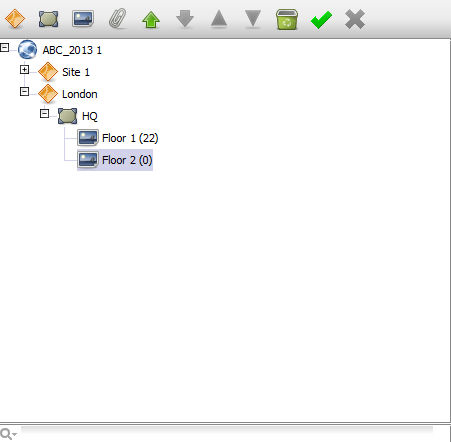 ABC_2013 1
Site 1
London
HQ
Floor 1 (22)
Floor 2 (0)